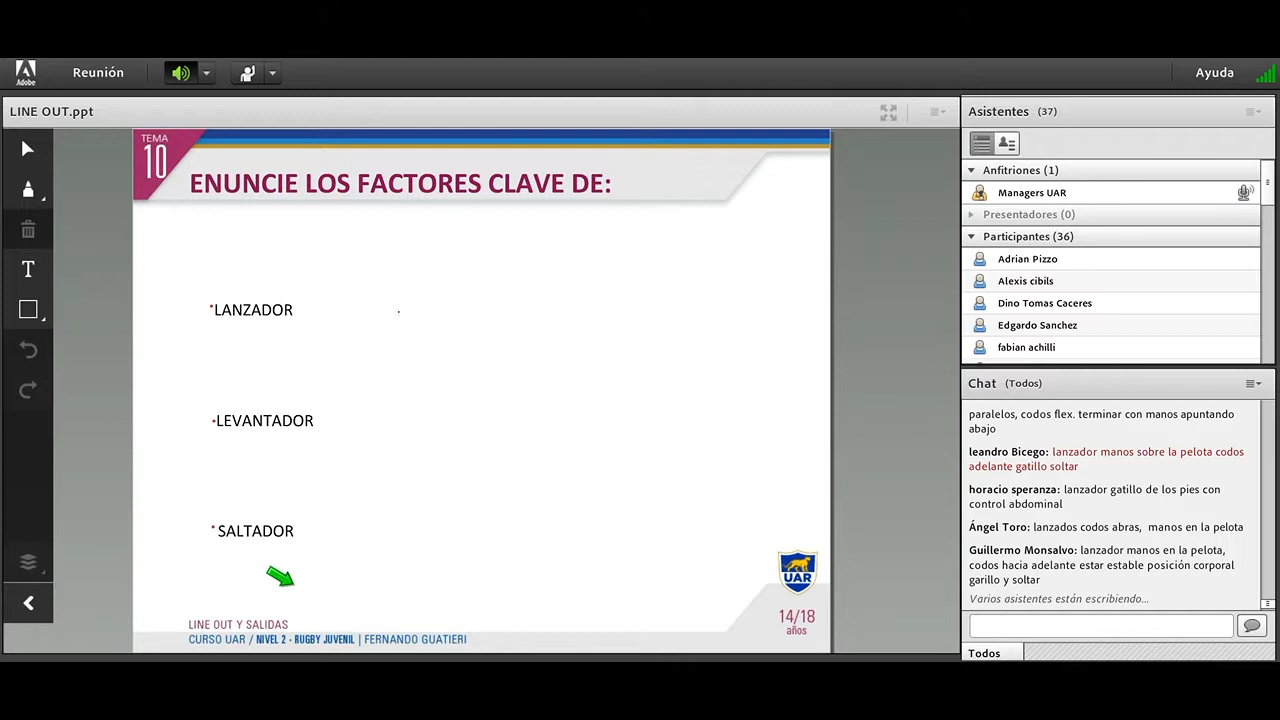 Adobe
Reunión
Ayuda
LINE OUT.ppt
TEMA
10
ENUNCIE LOS FACTORES CLAVE DE:
LANZADOR
LEVANTADOR
SALTADOR
UAR
14/18
años
LINE OUT Y SALIDAS
CURSO UAR / NIVEL 2 - RUGBY JUVENIL | FERNANDO GUATIERI
T
Asistentes (37)
Anfitriones (1)
Managers UAR
Presentadores (0)
Participantes (36)
Adrian Pizzo
Alexis cibils
Dino Tomas Caceres
Edgardo Sanchez
fabian achilli
Chat (Todos)
paralelos, codos flex. terminar con manos apuntando
abajo
leandro Bicego: lanzador manos sobre la pelota codos
adelante gatillo soltar
horacio speranza: lanzador gatillo de los pies con
control abdominal
Ángel Toro: lanzados codos abras, manos en la pelota
Guillermo Monsalvo: lanzador manos en la pelota,
codos hacia adelante estar estable posición corporal
garillo y soltar
Varios asistentes están escribiendo...
Todos